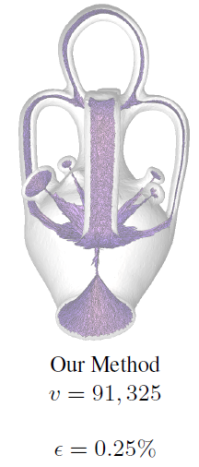 Our Method
v = 91, 325
ϵ = 0.25%